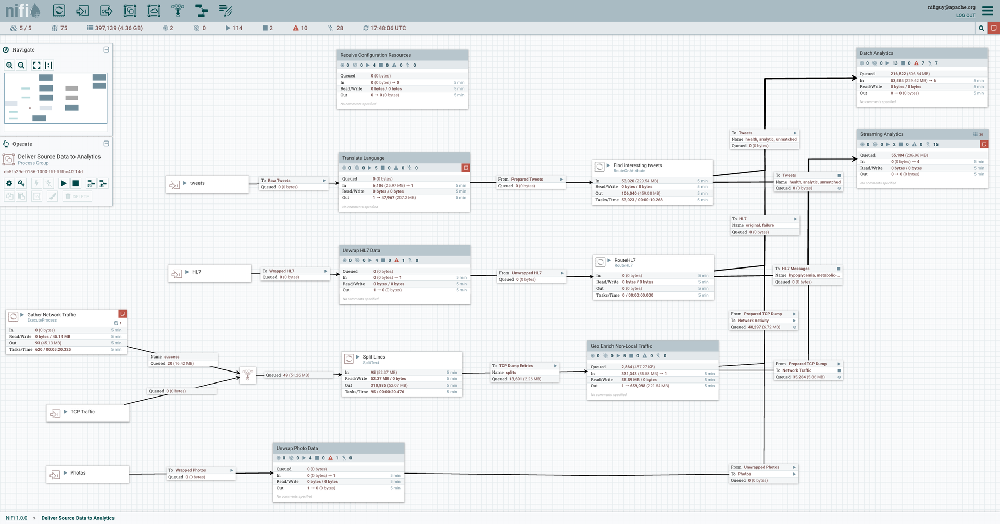 nifi
nifiguy@apache.org
LOG OUT
5 / 5
75
397,139 (4.36 GB)
2
0
114
2
10
28
17:48:06 UTC
Navigate
Operate
Deliver Source Data to Analytics
Process Group
dc5fa29d-0156-1000-ffff-ffffbc4f214d
DELETE
Receive Configuration Resources
0 0 4 0 0 0
Queued 0 (0 bytes)
In 0 (0 bytes) → 0 5 min
Read/Write 0 bytes / 0 bytes 5 min
Out 0 → 0 (0 bytes) 5 min
No comments specified
Batch Analytics
0 0 13 0 7 7
Queued 216,822 (506.84 MB)
In 53,564 (229.62 MB) → 6 5 min
Read/Write 0 bytes / 0 bytes 5 min
Out 0 → 0 (0 bytes) 5 min
No comments specified
Streaming Analytics 30
0 0 2 0 0 15
Queued 55,184 (236.96 MB)
In 0 (0 bytes) → 4 5 min
Read/Write 0 bytes / 0 bytes 5 min
Out 0 → 0 (0 bytes) 5 min
No comments specified
To Tweets
Name health, analytic, unmatched
Queued 0 (0 bytes)
tweets
To Raw Tweets
Queued 0 (0 bytes)
Translate Language
0 0 5 0 0 0
Queued 0 (0 bytes)
In 6,106 (25.97 MB) → 1 5 min
Read/Write 0 bytes / 0 bytes 5 min
Out 1 → 47,967 (207.2 MB) 5 min
No comments specified
From Prepared Tweets
Queued 0 (0 bytes)
Find interesting tweets
RouteOnAttribute
In 53,020 (229.54 MB) 5 min
Read/Write 0 bytes / 0 bytes 5 min
Out 106,040 (459.08 MB) 5 min
Tasks/Time 53,023 / 00:00:10.268 5 min
To Tweets
Name health, analytic, unmatched
Queued 0 (0 bytes)
To HL7
Name original, failure
Queued 0 (0 bytes)
HL7
To Wrapped HL7
Queued 0 (0 bytes)
Unwrap HL7 Data
0 0 4 0 1 0
Queued 0 (0 bytes)
In 0 (0 bytes) → 1 5 min
Read/Write 0 bytes / 0 bytes 5 min
Out 1 → 0 (0 bytes) 5 min
No comments specified
From Unwrapped HL7
Queued 0 (0 bytes)
RouteHL7
RouteHL7
In 0 (0 bytes) 5 min
Read/Write 0 bytes / 0 bytes 5 min
Out 0 (0 bytes) 5 min
Tasks/Time 0 / 00:00:00.000 5 min
To HL7 Messages
Name hypoglycemia, metabolic-...
Queued 0 (0 bytes)
Gather Network Traffic
ExecuteProcess
1
In 0 (0 bytes) 5 min
Read/Write 0 bytes / 45.14 MB 5 min
Out 93 (45.13 MB) 5 min
Tasks/Time 620 / 00:05:20.325 5 min
From Prepared TCP Dump
To Network Activity
Queued 40,297 (6.72 MB)
Name success
Queued 20 (16.42 MB)
Queued 49 (51.26 MB)
Queued 0 (0 bytes)
TCP Traffic
Split Lines
SplitText
In 95 (52.37 MB) 5 min
Read/Write 52.37 MB / 0 bytes 5 min
Out 310,885 (52.07 MB) 5 min
Tasks/Time 95 / 00:00:20.476 5 min
To TCP Dump Entries
Name splits
Queued 13,601 (2.26 MB)
Geo Enrich Non-Local Traffic
0 0 5 0 0 0
Queued 2,864 (487.27 KB)
In 331,343 (55.58 MB) → 1 5 min
Read/Write 55.59 MB / 0 bytes 5 min
Out 1 → 659,098 (221.54 MB) 5 min
No comments specified
From Prepared TCP Dump
To Network Traffic
Queued 35,284 (5.86 MB)
Photos
To Wrapped Photos
Queued 0 (0 bytes)
Unwrap Photo Data
0 0 4 0 1 0
Queued 0 (0 bytes)
In 0 (0 bytes) → 1 5 min
Read/Write 0 bytes / 0 bytes 5 min
Out 1 → 0 (0 bytes) 5 min
No comments specified
From Unwrapped Photos
To Photos
Queued 0 (0 bytes)
NiFi 1.0.0 » Deliver Source Data to Analytics